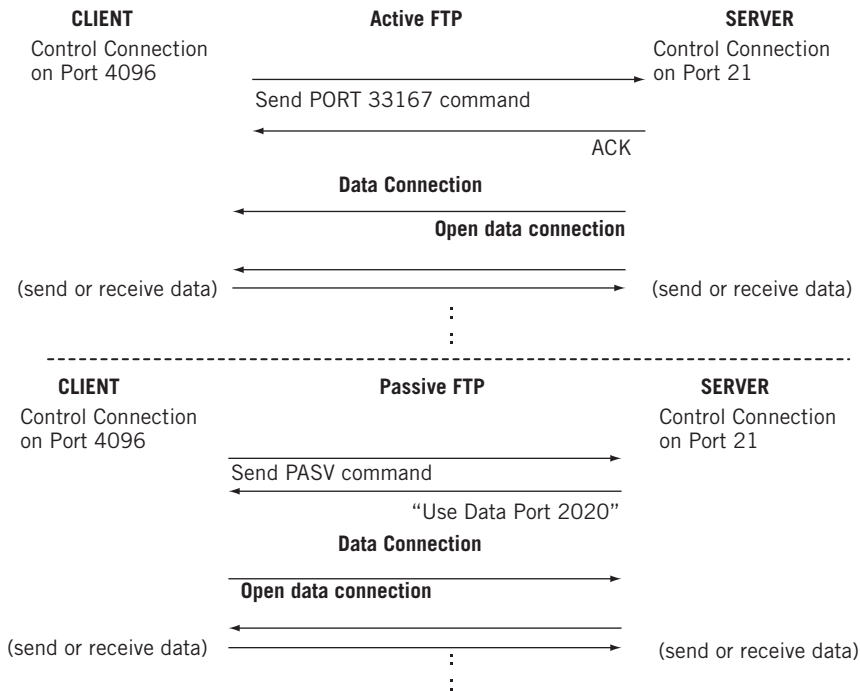 CLIENT Active FTP SERVER
Control Connection on Port 4096
Control Connection on Port 21
Send PORT 33167 command
ACK
Data Connection
Open data connection
(send or receive data) (send or receive data)
CLIENT Passive FTP SERVER
Control Connection on Port 4096
Control Connection on Port 21
Send PASV command
“Use Data Port 2020”
Data Connection
Open data connection
(send or receive data) (send or receive data)